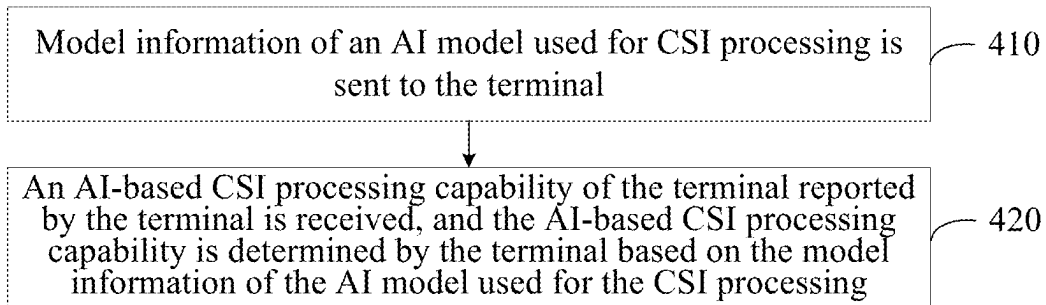 Model information of an AI model used for CSI processing is
sent to the terminal
410
An AI-based CSI processing capability of the terminal reported
by the terminal is received, and the AI-based CSI processing
capability is determined by the terminal based on the model
information of the AI model used for the CSI processing
420